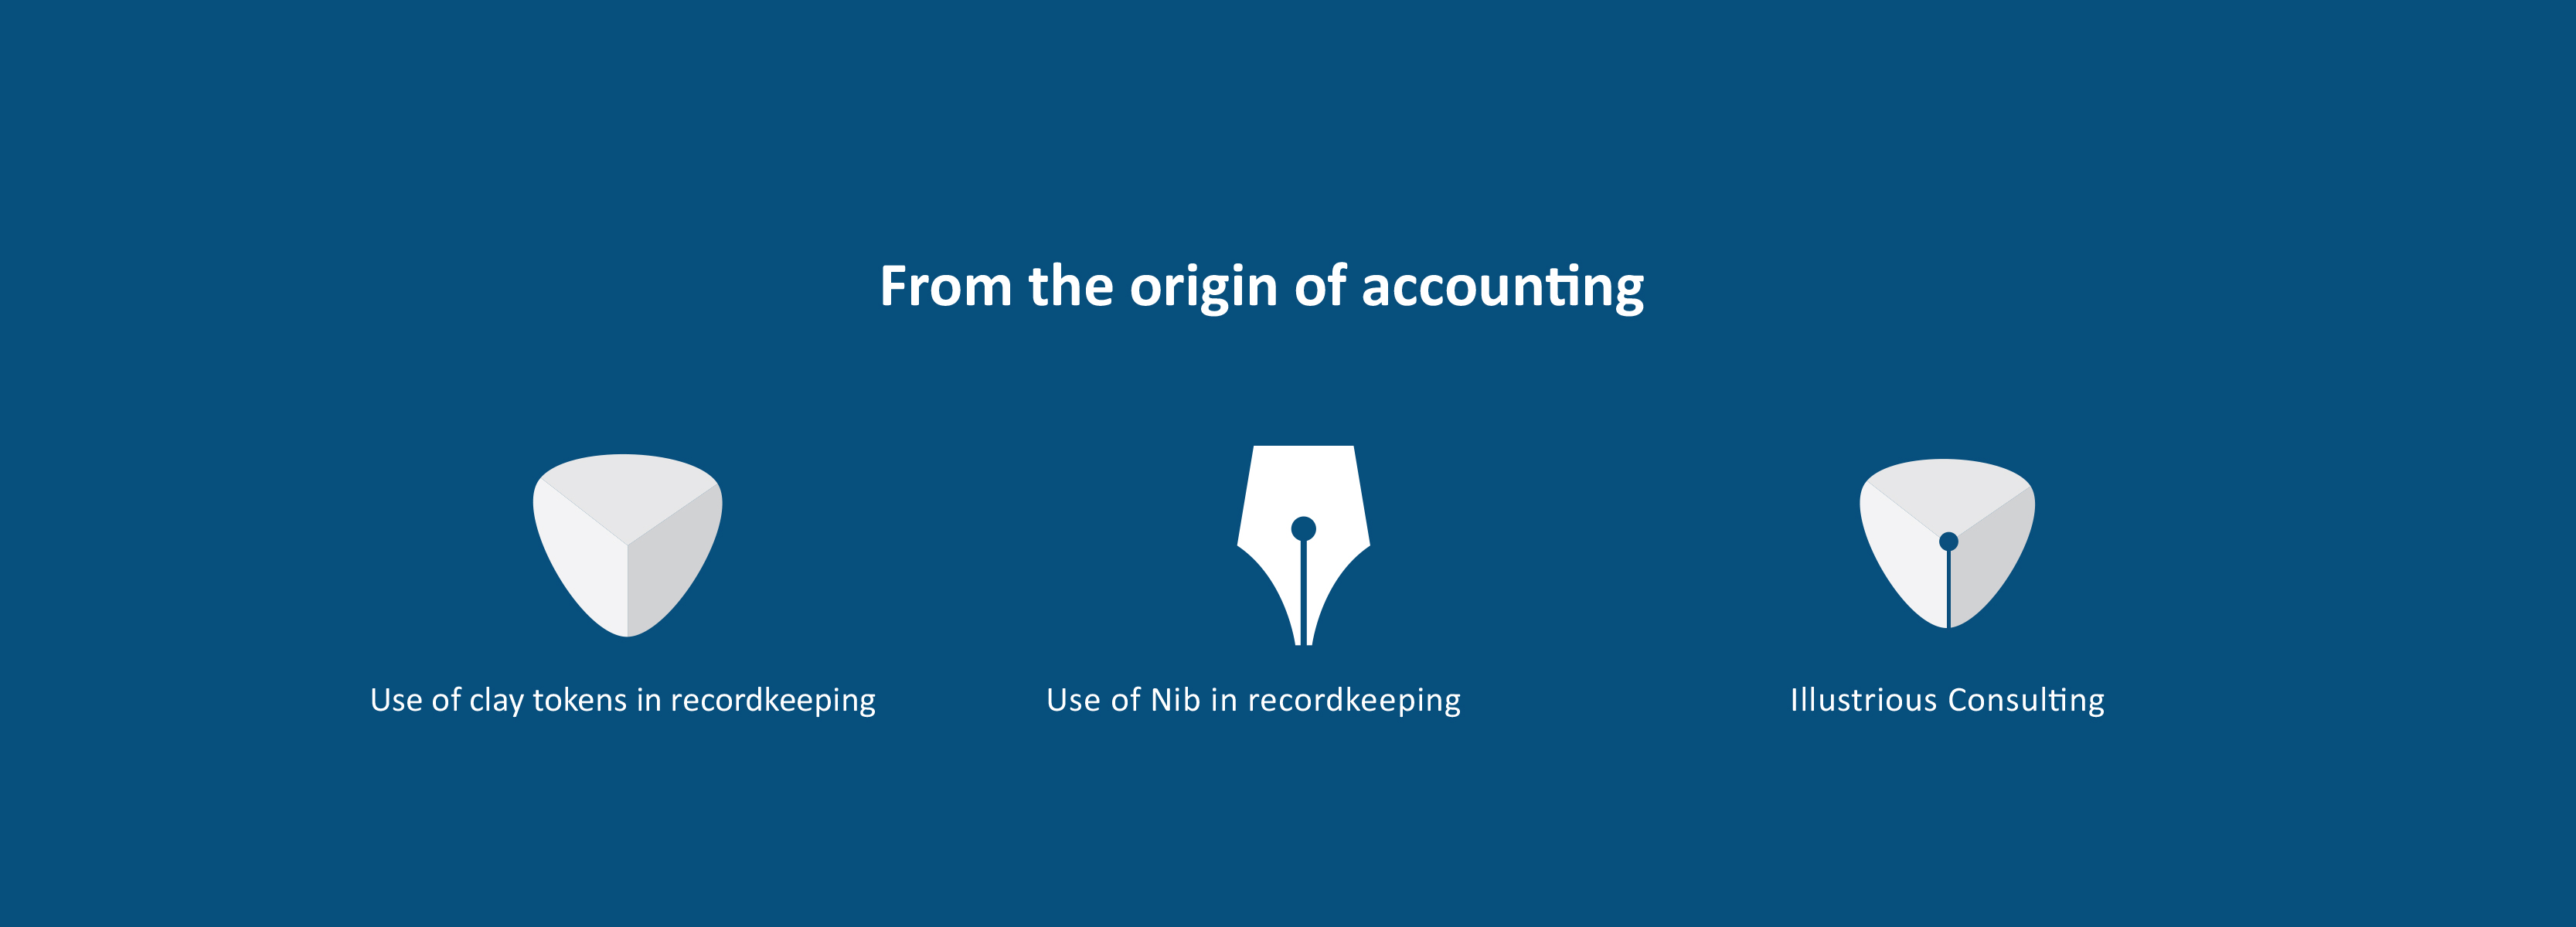 From the origin of accounting
Use of clay tokens in recordkeeping
Use of Nib in recordkeeping
Illustrious Consulting